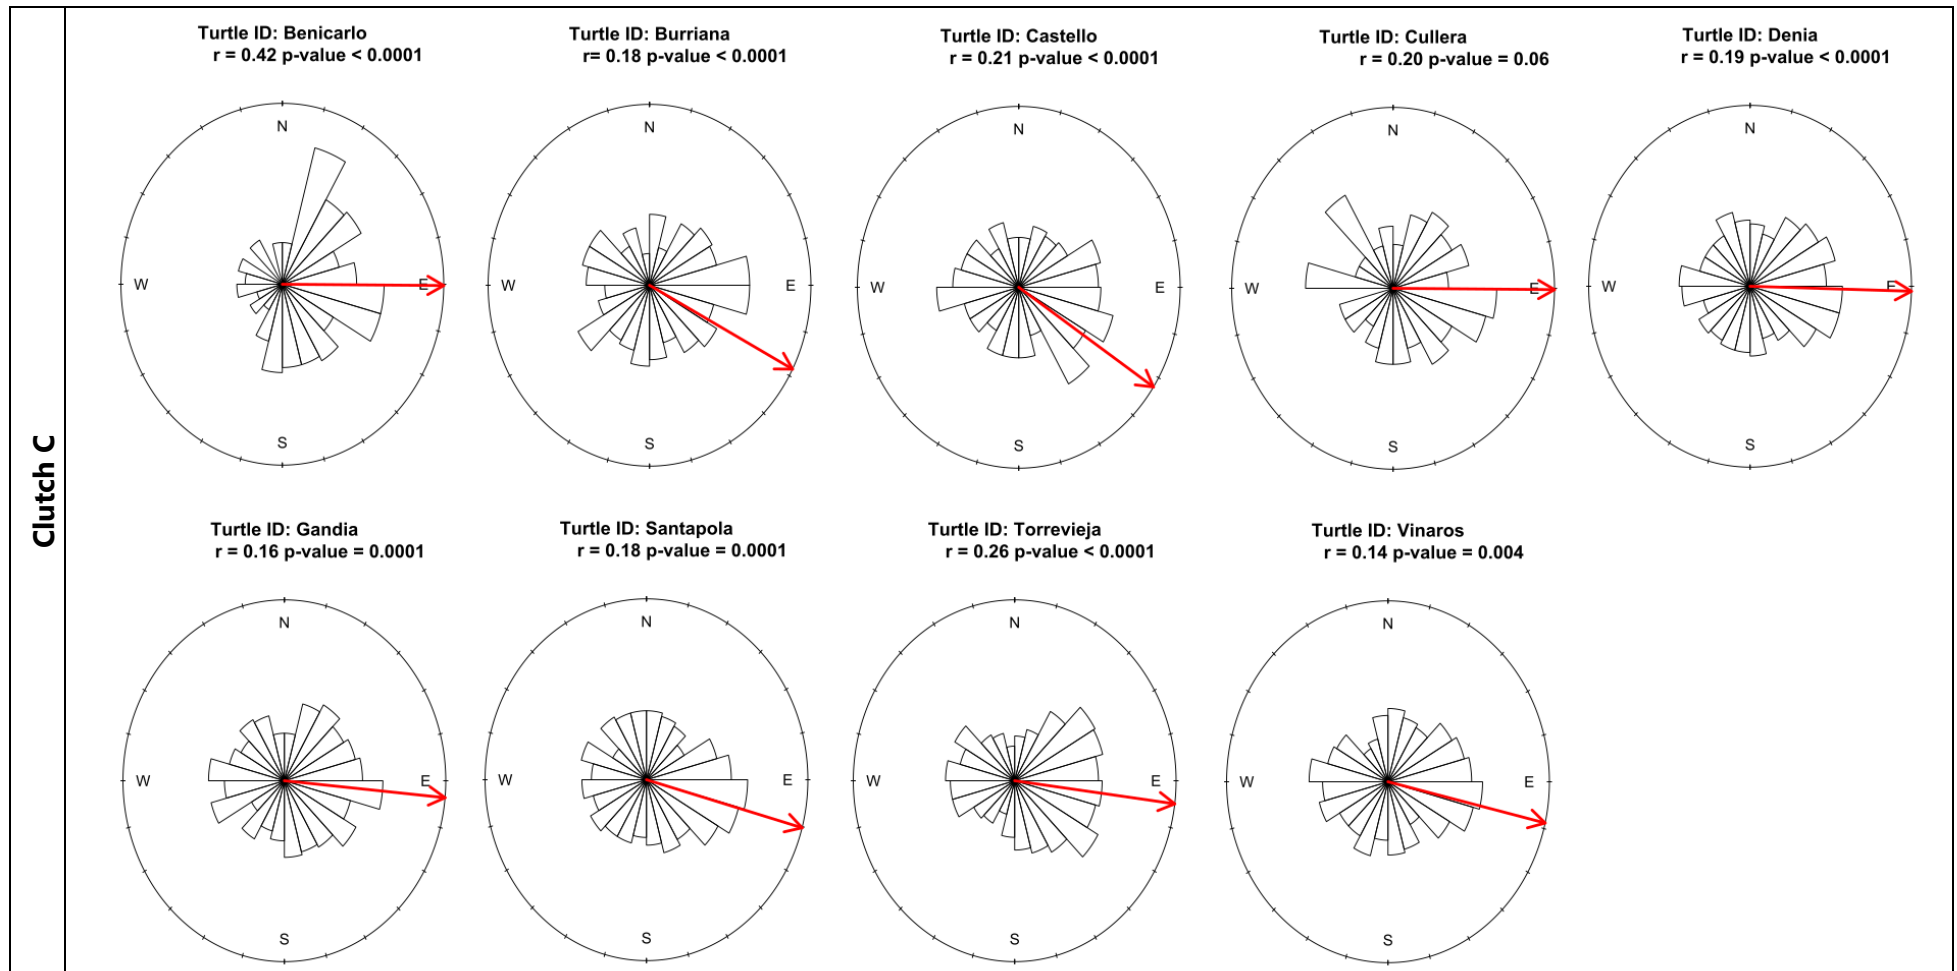 Clutch C
Turtle ID: Benicarlo
r = 0.42 p-value < 0.0001
N
W
E
S
Turtle ID: Burriana
r= 0.18 p-value < 0.0001
N
W
E
S
Turtle ID: Castello
r = 0.21 p-value < 0.0001
N
W
E
S
Turtle ID: Cullera
r = 0.20 p-value = 0.06
N
W
E
S
Turtle ID: Denia
r = 0.19 p-value < 0.0001
N
W
E
S
Turtle ID: Gandia
r = 0.16 p-value = 0.0001
N
W
E
S
Turtle ID: Santapola
r = 0.18 p-value = 0.0001
N
W
E
S
Turtle ID: Torrevieja
r = 0.26 p-value < 0.0001
N
W
E
S
Turtle ID: Vinaros
r = 0.14 p-value = 0.004
N
W
E
S